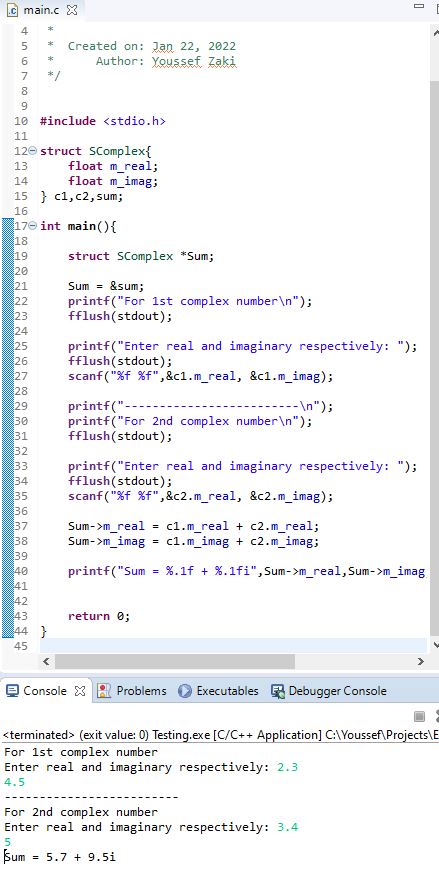 main.c
4 *
5 * Created on: Jan 22, 2022
6 * Author: Youssef Zaki
7 */
8
9
10 #include <stdio.h>
11
12 struct SComplex{
13 float m_real;
14 float m_imag;
15 } c1,c2,sum;
16
17 int main(){
18
19 struct SComplex *Sum;
20
21 Sum = &sum;
22 printf("For 1st complex number\n");
23 fflush(stdout);
24
25 printf("Enter real and imaginary respectively: ");
26 fflush(stdout);
27 scanf("%f %f",&c1.m_real, &c1.m_imag);
28
29 printf("-------------------------\n");
30 printf("For 2nd complex number\n");
31 fflush(stdout);
32
33 printf("Enter real and imaginary respectively: ");
34 fflush(stdout);
35 scanf("%f %f",&c2.m_real, &c2.m_imag);
36
37 Sum->m_real = c1.m_real + c2.m_real;
38 Sum->m_imag = c1.m_imag + c2.m_imag;
39
40 printf("Sum = %.1f + %.1fi",Sum->m_real,Sum->m_imag
41
42
43 return 0;
44 }
45
Console Problems Executables Debugger Console
<terminated> (exit value: 0) Testing.exe [C/C++ Application] C:\Youssef\Projects\E
For 1st complex number
Enter real and imaginary respectively: 2.3
4.5
-------------------------
For 2nd complex number
Enter real and imaginary respectively: 3.4
5
Sum = 5.7 + 9.5i